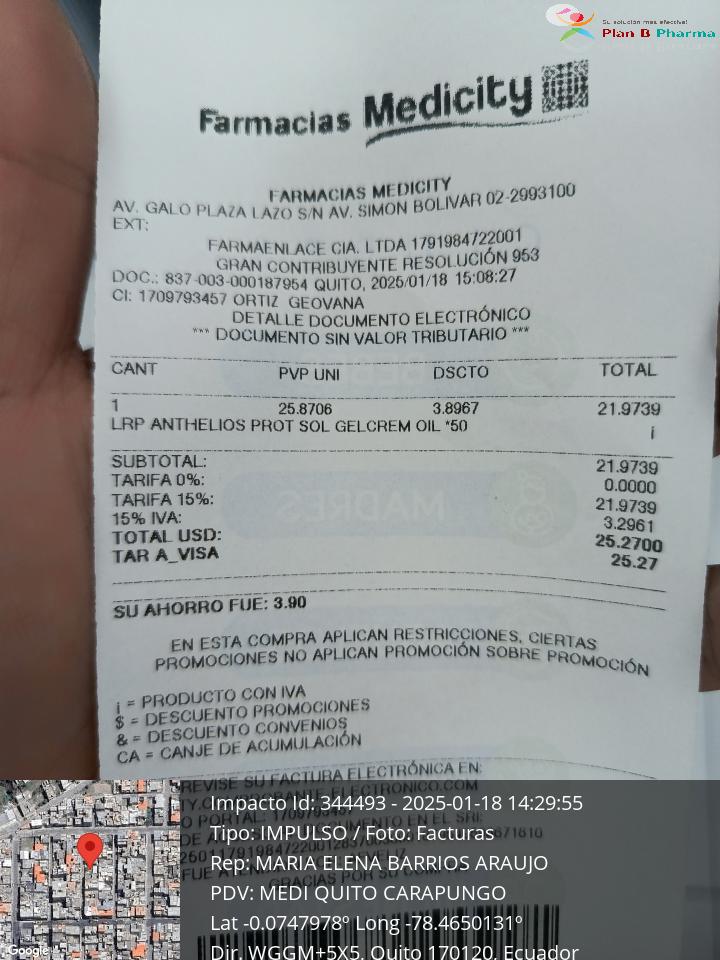 Su solución más efectiva!
Plan B Pharma
Farmacias Medicity
FARMACIAS MEDICITY
AV. GALO PLAZA LAZO S/N AV. SIMON BOLIVAR 02-2993100
EXT:
FARMAENLACE CIA. LTDA 1791984722001
GRAN CONTRIBUYENTE RESOLUCIÓN 953
DOC.: 837-003-000187954 QUITO, 2025/01/18 15:08:27
CI: 1709793457 ORTIZ GEOVANA
DETALLE DOCUMENTO ELECTRÓNICO
*** DOCUMENTO SIN VALOR TRIBUTARIO ***
CANT PVP UNI DSCTO TOTAL
1 25.8706 3.8967 21.9739
LRP ANTHELIOS PROT SOL GELCREM OIL *50 i
SUBTOTAL: 21.9739
TARIFA 0%: 0.0000
TARIFA 15%: 21.9739
15% IVA: 3.2961
TOTAL USD: 25.2700
TAR A_VISA 25.27
SU AHORRO FUE: 3.90
EN ESTA COMPRA APLICAN RESTRICCIONES, CIERTAS
PROMOCIONES NO APLICAN PROMOCIÓN SOBRE PROMOCIÓN
i = PRODUCTO CON IVA
$ = DESCUENTO PROMOCIONES
& = DESCUENTO CONVENIOS
CA = CANJE DE ACUMULACIÓN
REVISE SU FACTURA ELECTRÓNICA EN:
Impacto Id: 344493 - 2025-01-18 14:29:55
Tipo: IMPULSO / Foto: Facturas
Rep: MARIA ELENA BARRIOS ARAUJO
PDV: MEDI QUITO CARAPUNGO
Lat -0.0747978º Long -78.4650131º
Dir. WGGM+5X5, Quito 170120, Ecuador
Google